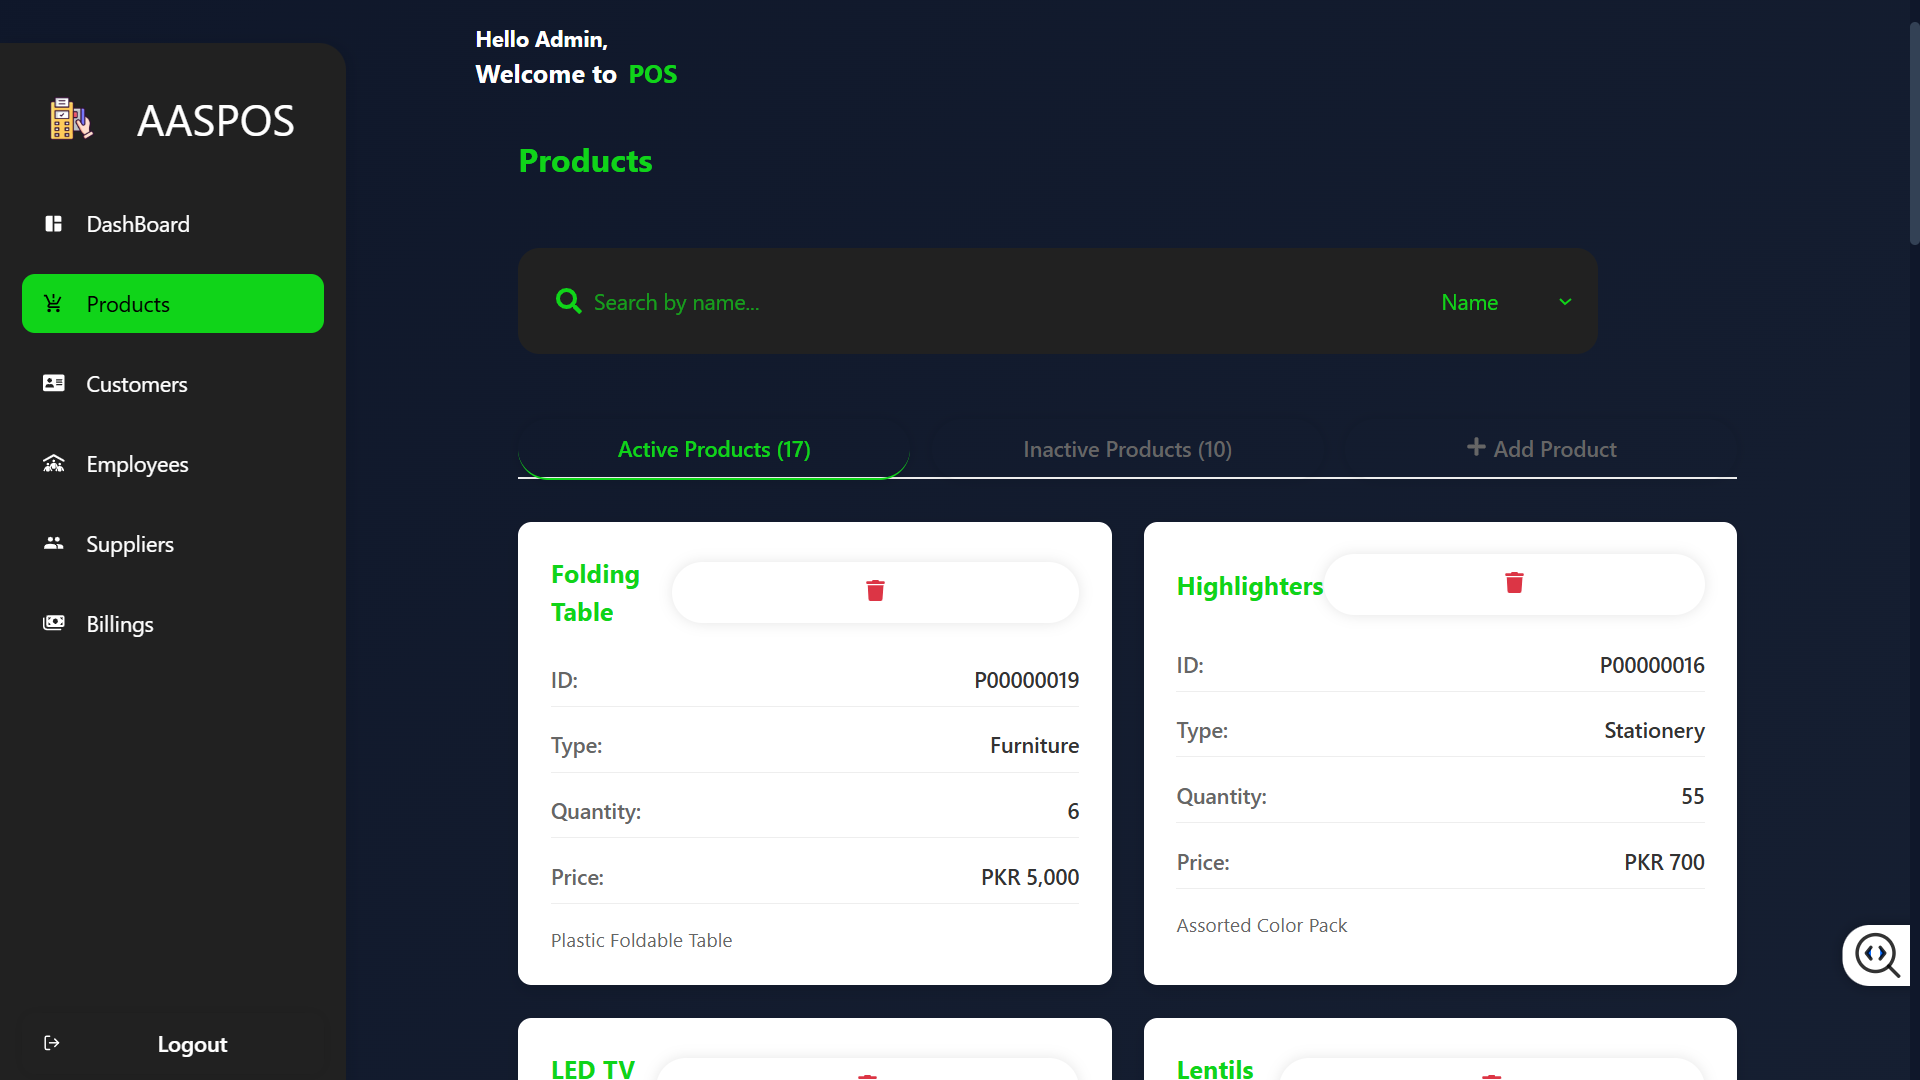 Hello Admin,
Welcome to POS
AASPOS
DashBoard
Products
Customers
Employees
Suppliers
Billings
Logout
Products
Search by name...
Name
Active Products (17)
Inactive Products (10)
Add Product
Folding
Table
ID: P00000019
Type: Furniture
Quantity: 6
Price: PKR 5,000
Plastic Foldable Table
Highlighters
ID: P00000016
Type: Stationery
Quantity: 55
Price: PKR 700
Assorted Color Pack
LED TV
Lentils